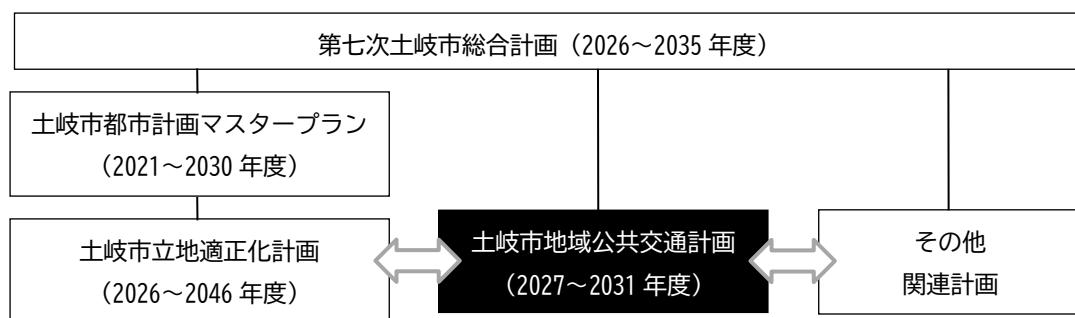 第七次土岐市総合計画（2026～2035 年度）
土岐市都市計画マスタープラン
（2021～2030 年度）
土岐市立地適正化計画
（2026～2046 年度）
土岐市地域公共交通計画
（2027～2031 年度）
その他
関連計画